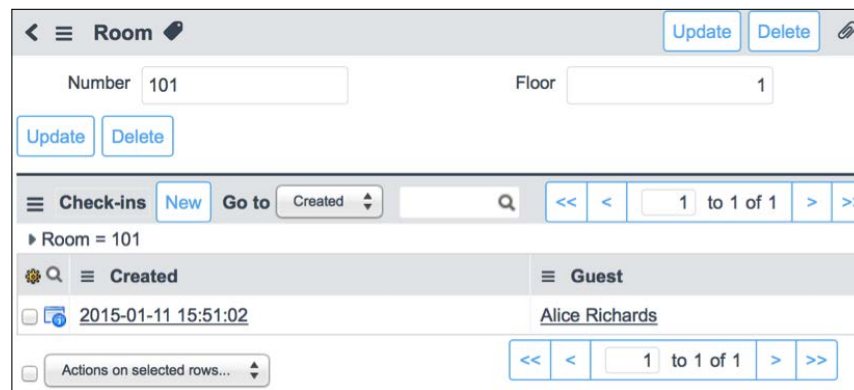 Room Update Delete
Number 101 Floor 1
Update Delete
Check-ins New Go to Created << < 1 to 1 of 1 > >>
Room = 101
Created Guest
2015-01-11 15:51:02 Alice Richards
Actions on selected rows... << < 1 to 1 of 1 > >>